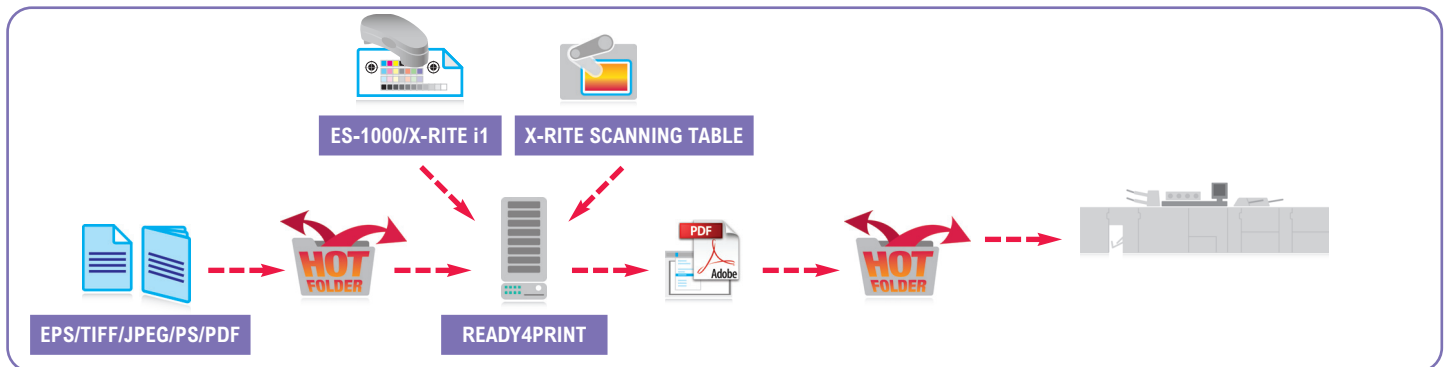 ES-1000/X-RITE i1
X-RITE SCANNING TABLE
HOT
FOLDER
PDF
Adobe
HOT
FOLDER
EPS/TIFF/JPEG/PS/PDF
READY4PRINT